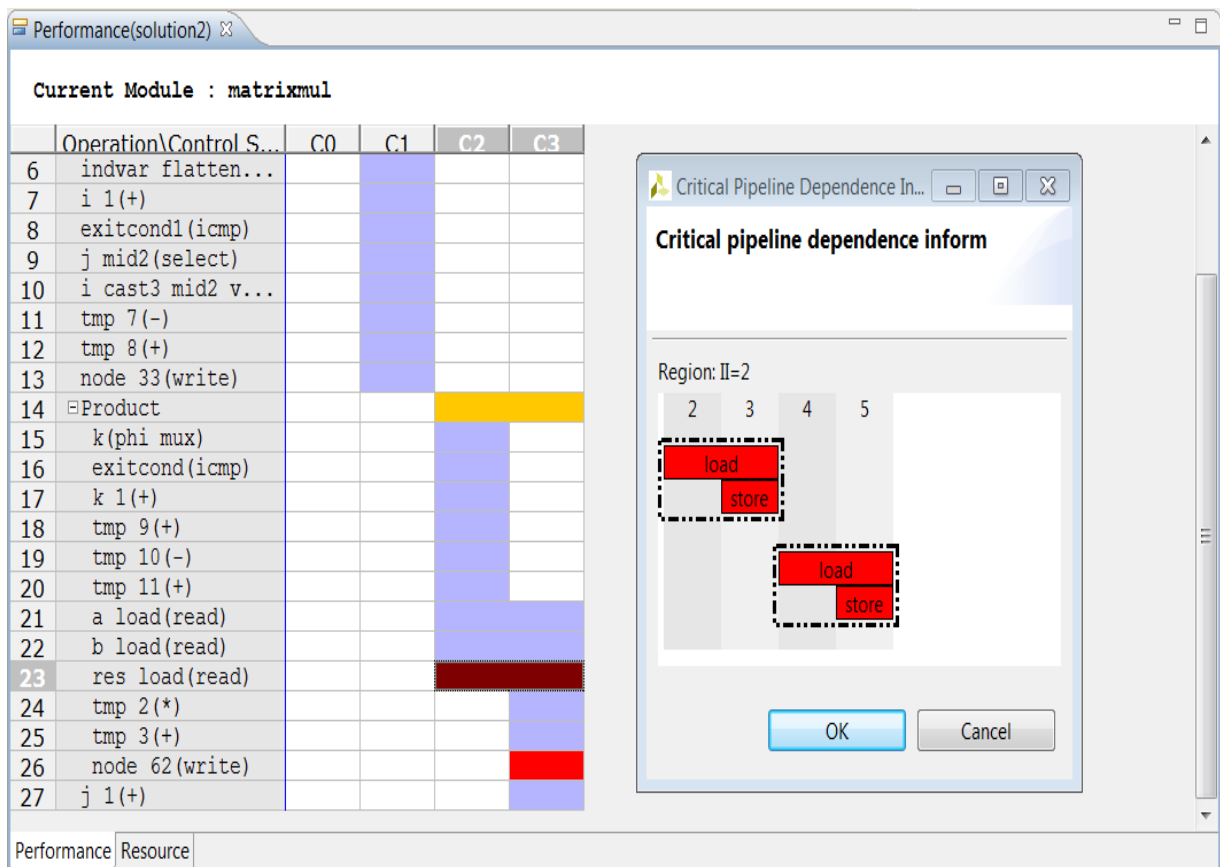 Performance(solution2)
Current Module : matrixmul
Operation\Control S... C0 C1 C2 C3
6 indvar flatten...
7 i 1(+)
8 exitcond1(icmp)
9 j mid2(select)
10 i cast3 mid2 v...
11 tmp 7(-)
12 tmp 8(+)
13 node 33(write)
14 Product
15 k(phi mux)
16 exitcond(icmp)
17 k 1(+)
18 tmp 9(+)
19 tmp 10(-)
20 tmp 11(+)
21 a load(read)
22 b load(read)
23 res load(read)
24 tmp 2(*)
25 tmp 3(+)
26 node 62(write)
27 j 1(+)
Performance Resource
Critical Pipeline Dependence In...
Critical pipeline dependence inform
Region: II=2
2 3 4 5
load
store
load
store
OK Cancel